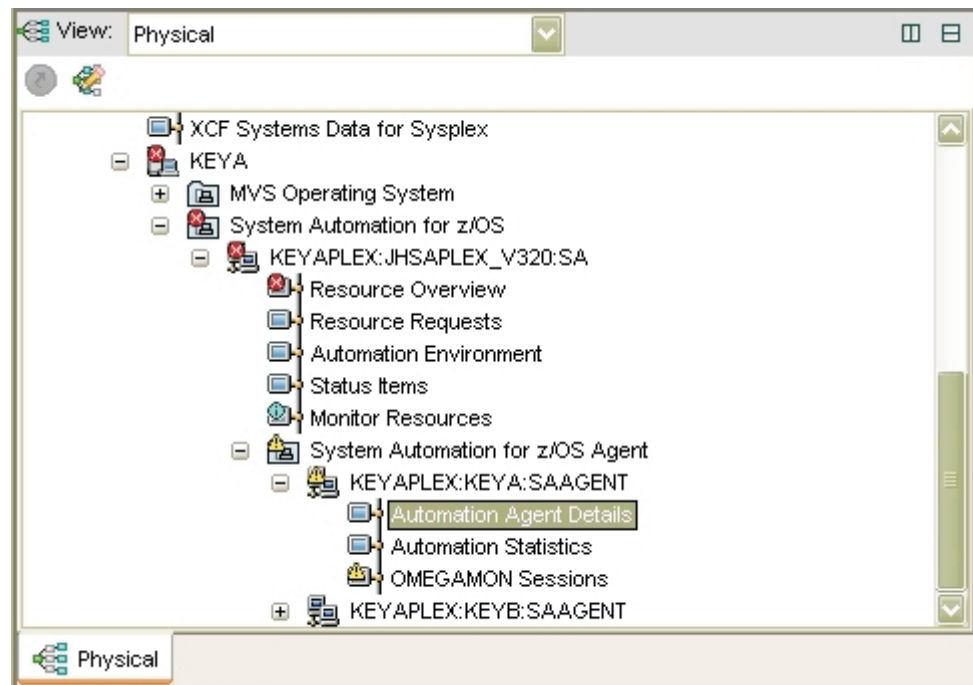 View: Physical
XCF Systems Data for Sysplex
KEYA
MVS Operating System
System Automation for z/OS
KEYAPLEX:JHSAPLEX_V320:SA
Resource Overview
Resource Requests
Automation Environment
Status Items
Monitor Resources
System Automation for z/OS Agent
KEYAPLEX:KEYA:SAAGENT
Automation Agent Details
Automation Statistics
OMEGAMON Sessions
KEYAPLEX:KEYB:SAAGENT
Physical